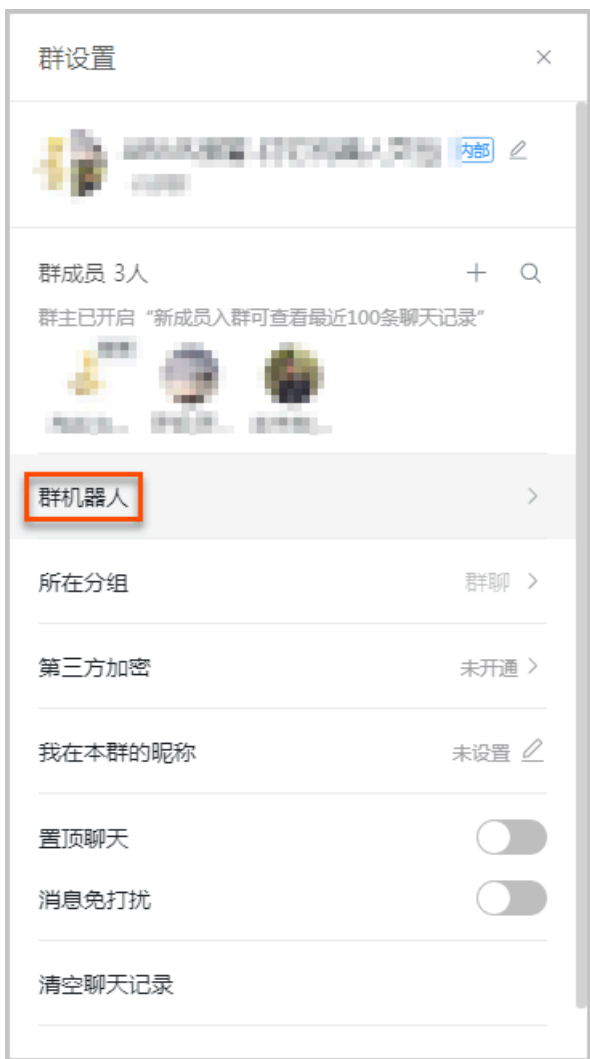 群设置
内部
群成员 3人
群主已开启“新成员入群可查看最近100条聊天记录”
群机器人
所在分组 群聊
第三方加密 未开通
我在本群的昵称 未设置
置顶聊天
消息免打扰
清空聊天记录